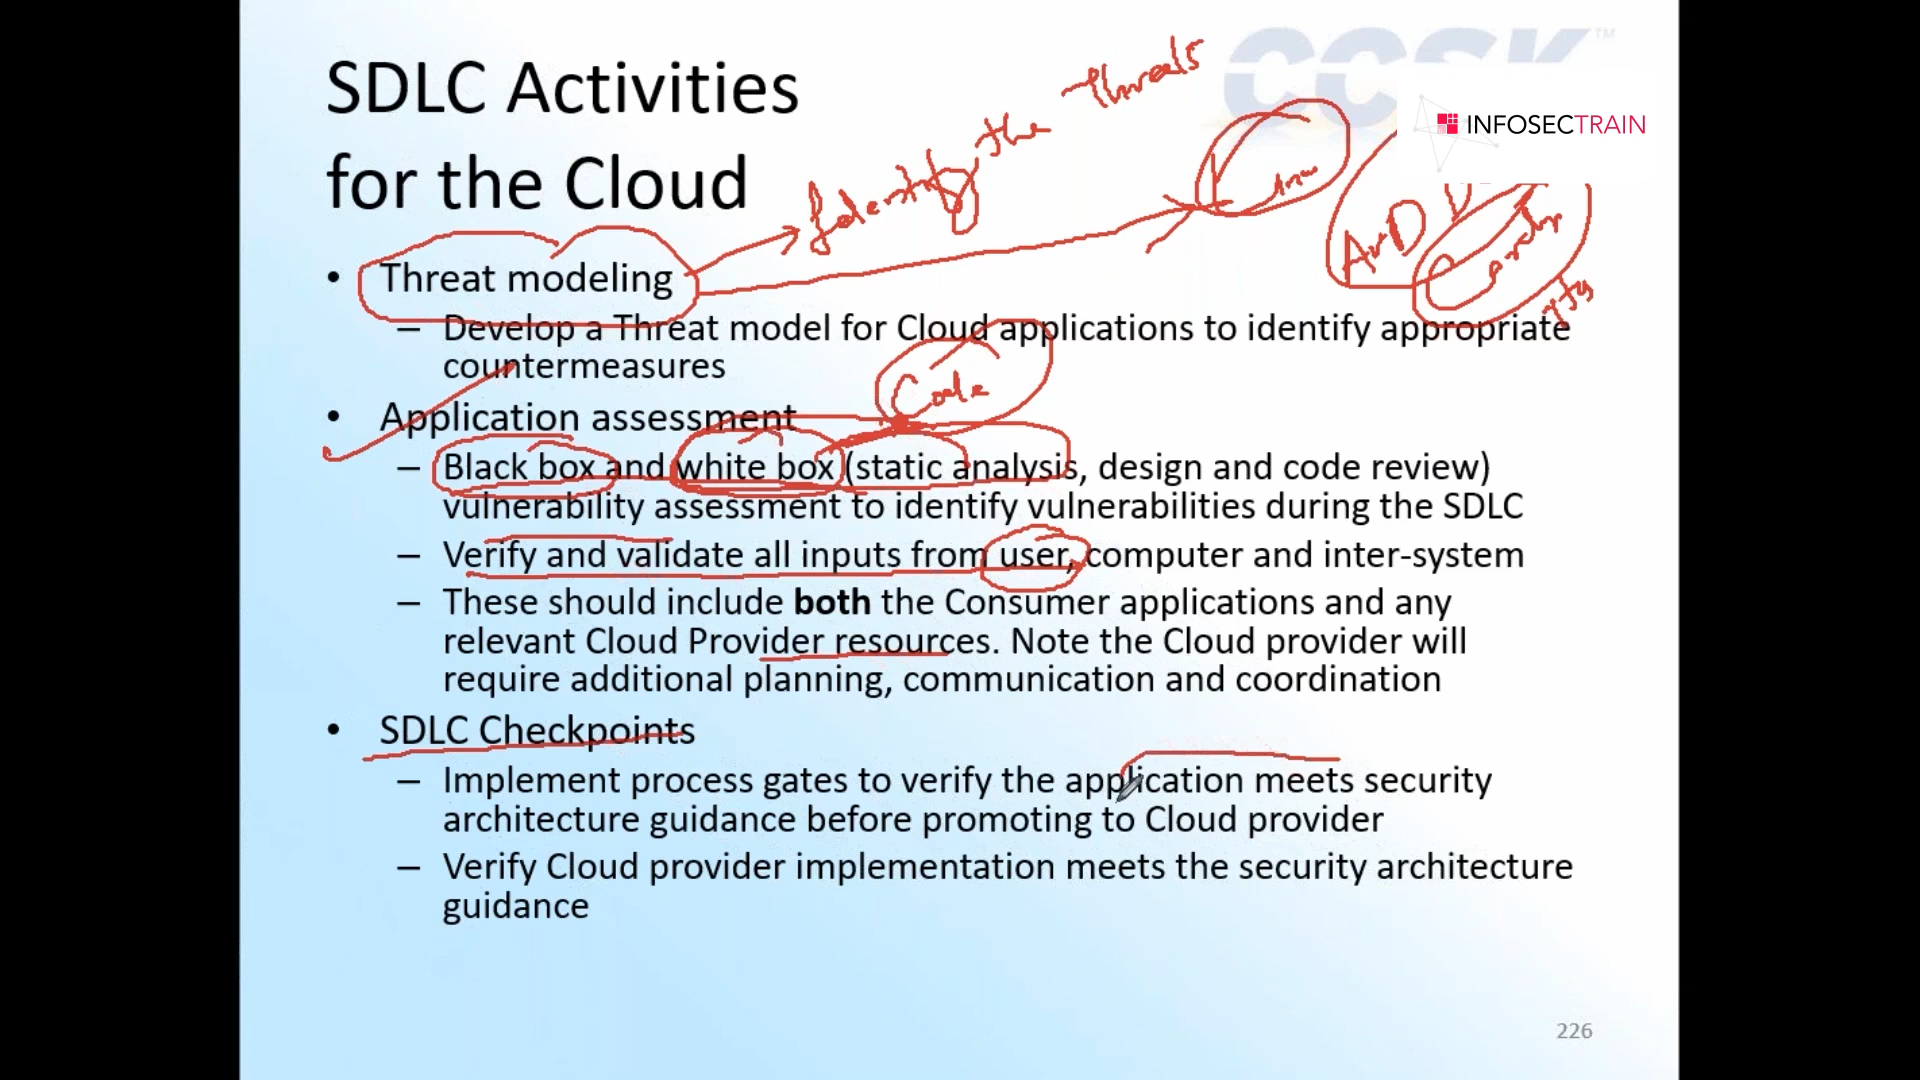 SDLC Activities
for the Cloud
CCSK™
INFOSECTRAIN
Identify the Threats
• Threat modeling
– Develop a Threat model for Cloud applications to identify appropriate
countermeasures
Code
• Application assessment
– Black box and white box (static analysis, design and code review)
vulnerability assessment to identify vulnerabilities during the SDLC
– Verify and validate all inputs from user, computer and inter-system
– These should include both the Consumer applications and any
relevant Cloud Provider resources. Note the Cloud provider will
require additional planning, communication and coordination
• SDLC Checkpoints
– Implement process gates to verify the application meets security
architecture guidance before promoting to Cloud provider
– Verify Cloud provider implementation meets the security architecture
guidance
226